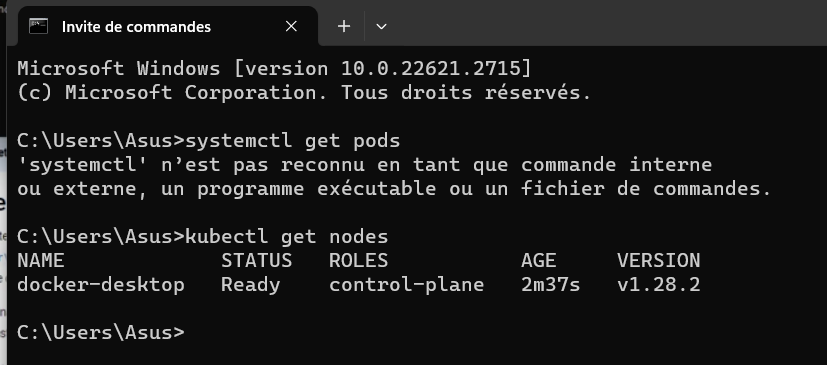 Invite de commandes
Microsoft Windows [version 10.0.22621.2715]
(c) Microsoft Corporation. Tous droits réservés.
C:\Users\Asus>systemctl get pods
'systemctl' n’est pas reconnu en tant que commande interne
ou externe, un programme exécutable ou un fichier de commandes.
C:\Users\Asus>kubectl get nodes
NAME STATUS ROLES AGE VERSION
docker-desktop Ready control-plane 2m37s v1.28.2
C:\Users\Asus>